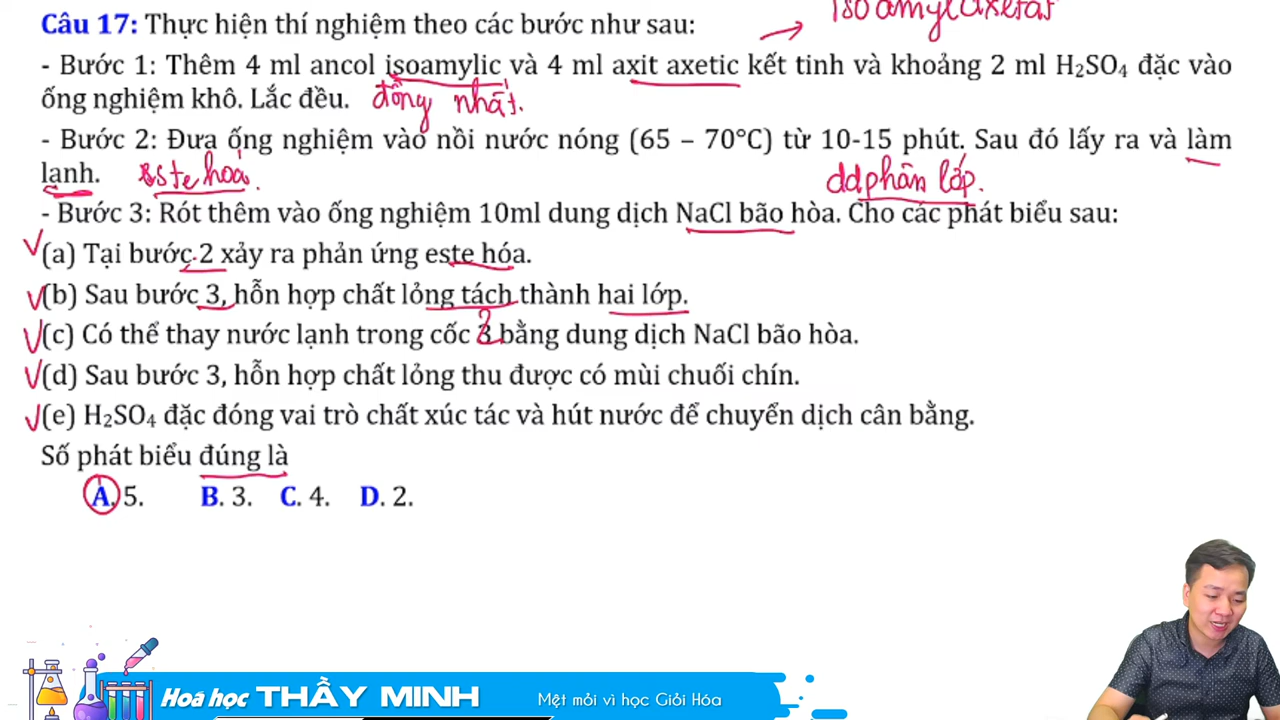 isoamyl axetat
Câu 17: Thực hiện thí nghiệm theo các bước như sau:
- Bước 1: Thêm 4 ml ancol isoamylic và 4 ml axit axetic kết tinh và khoảng 2 ml H₂SO₄ đặc vào
ống nghiệm khô. Lắc đều. đồng nhất.
- Bước 2: Đưa ống nghiệm vào nồi nước nóng (65 – 70°C) từ 10-15 phút. Sau đó lấy ra và làm
lạnh. este hoá. dd phân lớp.
- Bước 3: Rót thêm vào ống nghiệm 10ml dung dịch NaCl bão hòa. Cho các phát biểu sau:
(a) Tại bước 2 xảy ra phản ứng este hóa.
(b) Sau bước 3, hỗn hợp chất lỏng tách thành hai lớp.
2
(c) Có thể thay nước lạnh trong cốc 3 bằng dung dịch NaCl bão hòa.
(d) Sau bước 3, hỗn hợp chất lỏng thu được có mùi chuối chín.
(e) H₂SO₄ đặc đóng vai trò chất xúc tác và hút nước để chuyển dịch cân bằng.
Số phát biểu đúng là
A. 5. B. 3. C. 4. D. 2.
Hoá học THẦY MINH Mệt mỏi vì học Giỏi Hóa